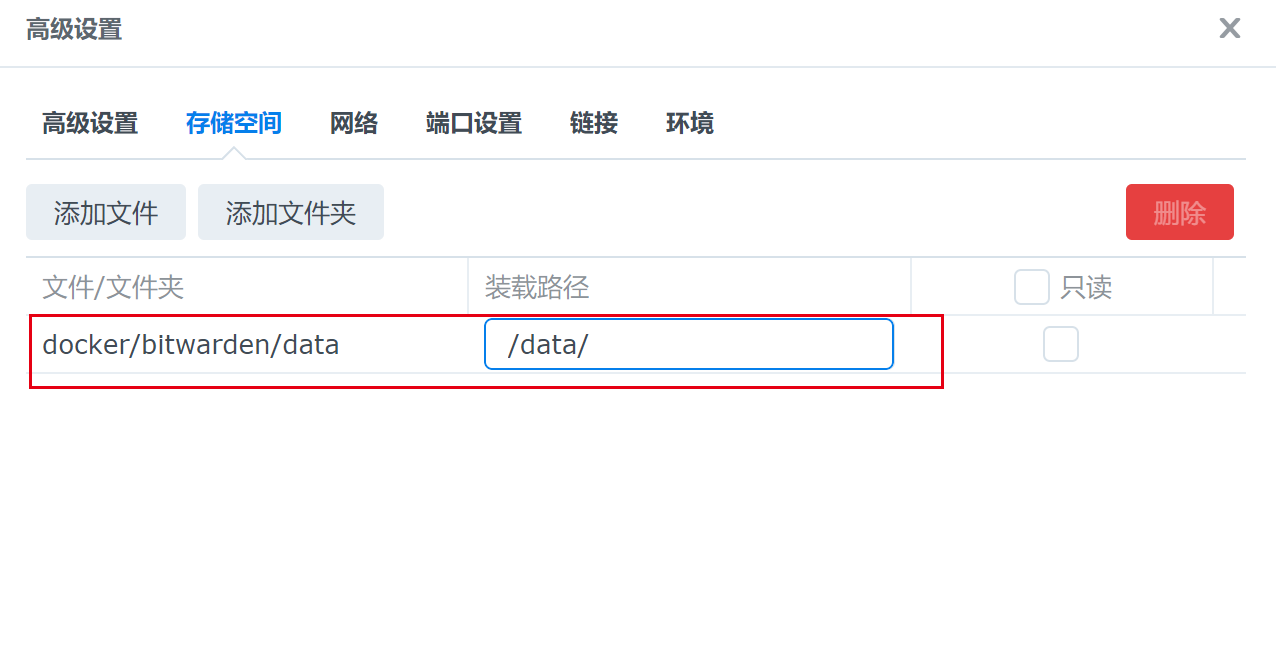 高级设置
高级设置 存储空间 网络 端口设置 链接 环境
添加文件 添加文件夹 删除
文件/文件夹 装载路径 只读
docker/bitwarden/data /data/